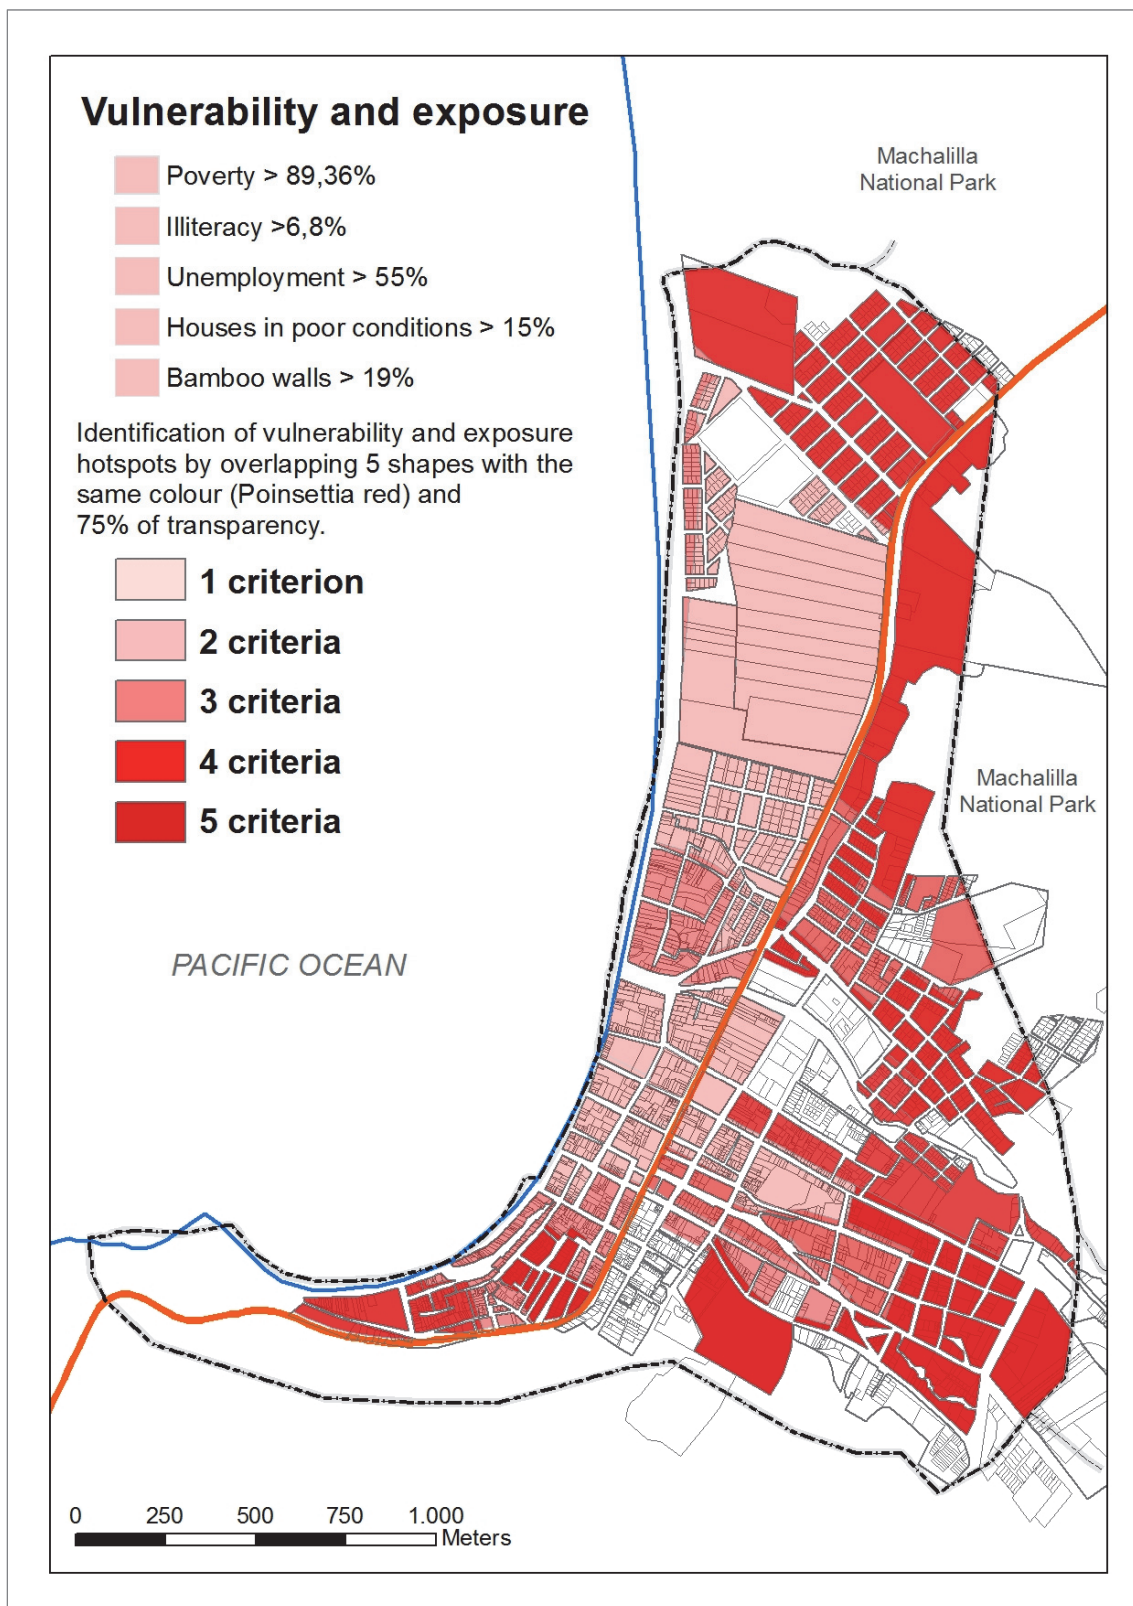 Vulnerability and exposure
Poverty > 89,36%
Illiteracy >6,8%
Unemployment > 55%
Houses in poor conditions > 15%
Bamboo walls > 19%
Identification of vulnerability and exposure
hotspots by overlapping 5 shapes with the
same colour (Poinsettia red) and
75% of transparency.
1 criterion
2 criteria
3 criteria
4 criteria
5 criteria
Machalilla
National Park
Machalilla
National Park
PACIFIC OCEAN
0 250 500 750 1.000
Meters